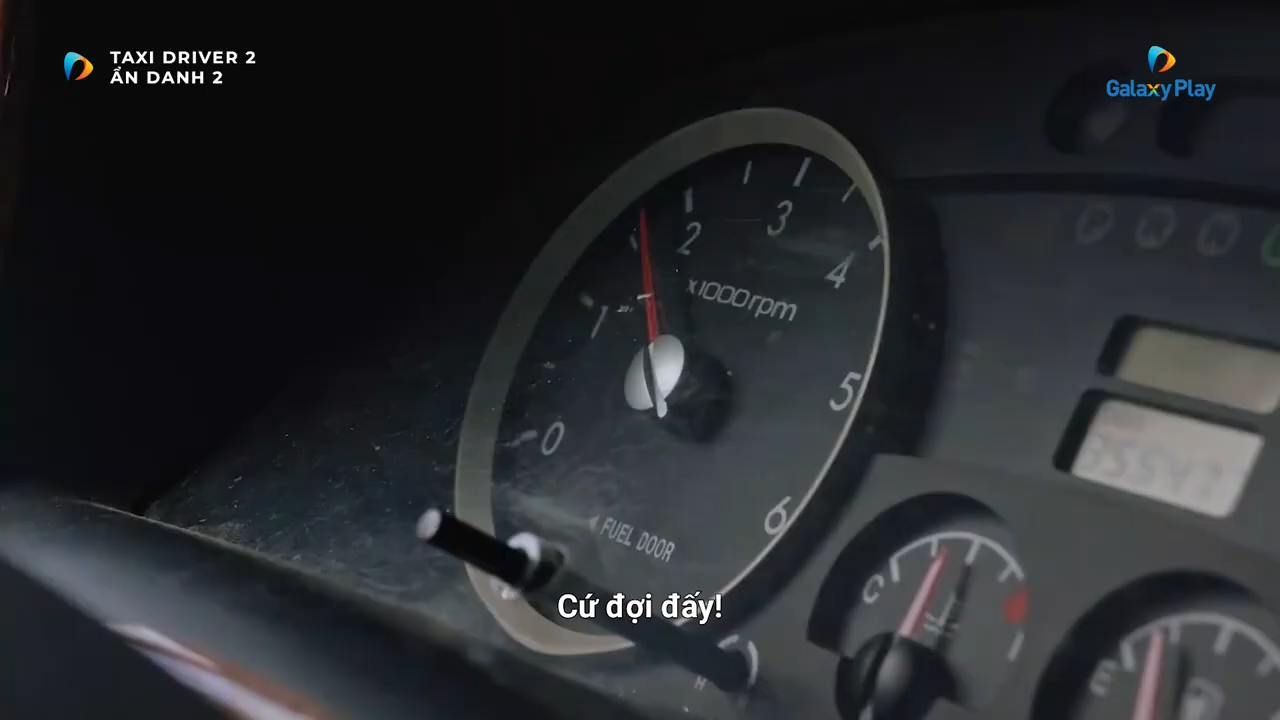 TAXI DRIVER 2
ẨN DANH 2
Galaxy Play
P R N
3
2
4
x1000rpm
1
5
0
6
FUEL DOOR
C
Cứ đợi đấy!
E
H